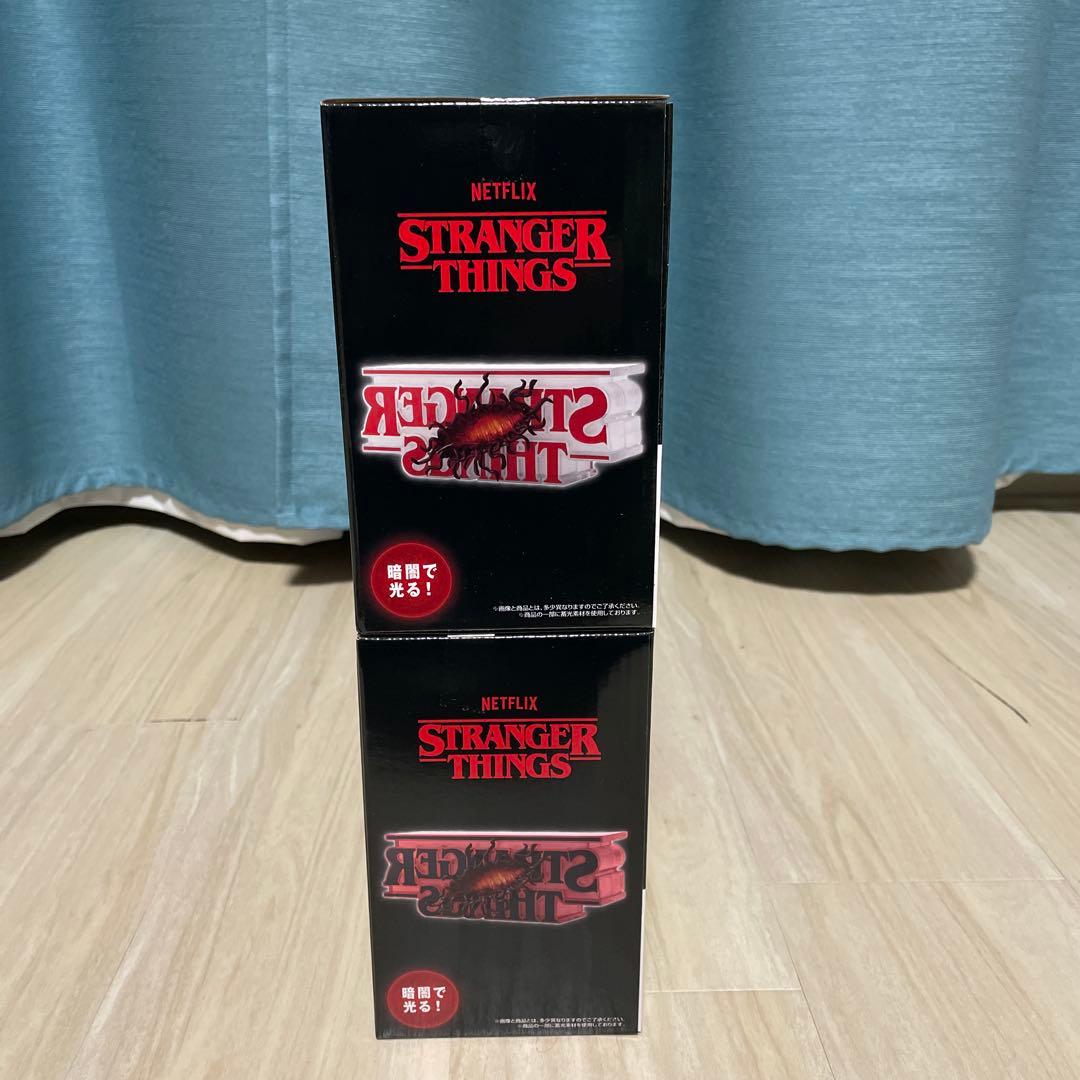 NETFLIX
STRANGER
THINGS
STRANGER
THINGS
暗闇で
光る!
※画像と商品とは、多少異なりますのでご了承ください。
※商品の一部に蓄光素材を使用しております。
NETFLIX
STRANGER
THINGS
STRANGER
THINGS
暗闇で
光る!
※画像と商品とは、多少異なりますのでご了承ください。
※商品の一部に蓄光素材を使用しております。